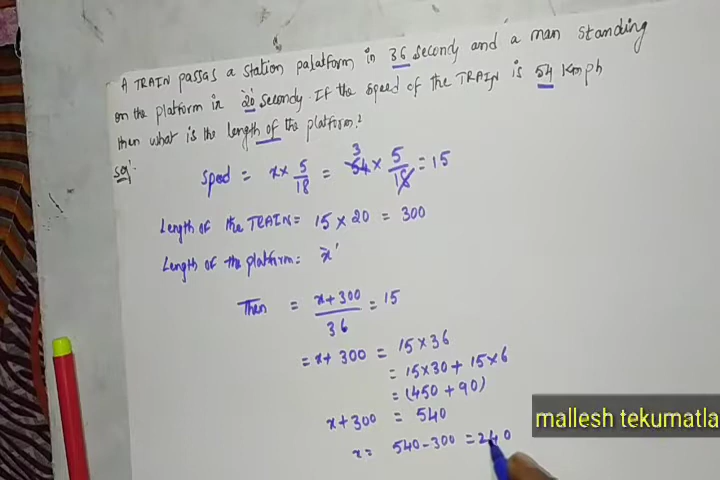 A TRAIN passas a station palatform in 36 secondy and a man standing
on the platform in 20 secondy. If the speed of the TRAIN is 54 Kmph
then what is the length of the platform?
sol:
Speed = x × 5/18 = 3 54 × 5/18 = 15
Length of the TRAIN = 15 × 20 = 300
Length of the platform = 'x'
Then = x+300/36 = 15
= x+ 300 = 15 × 36
= 15×30 + 15×6
= (450 + 90)
x+300 = 540
x = 540-300 = 240
mallesh tekumatla